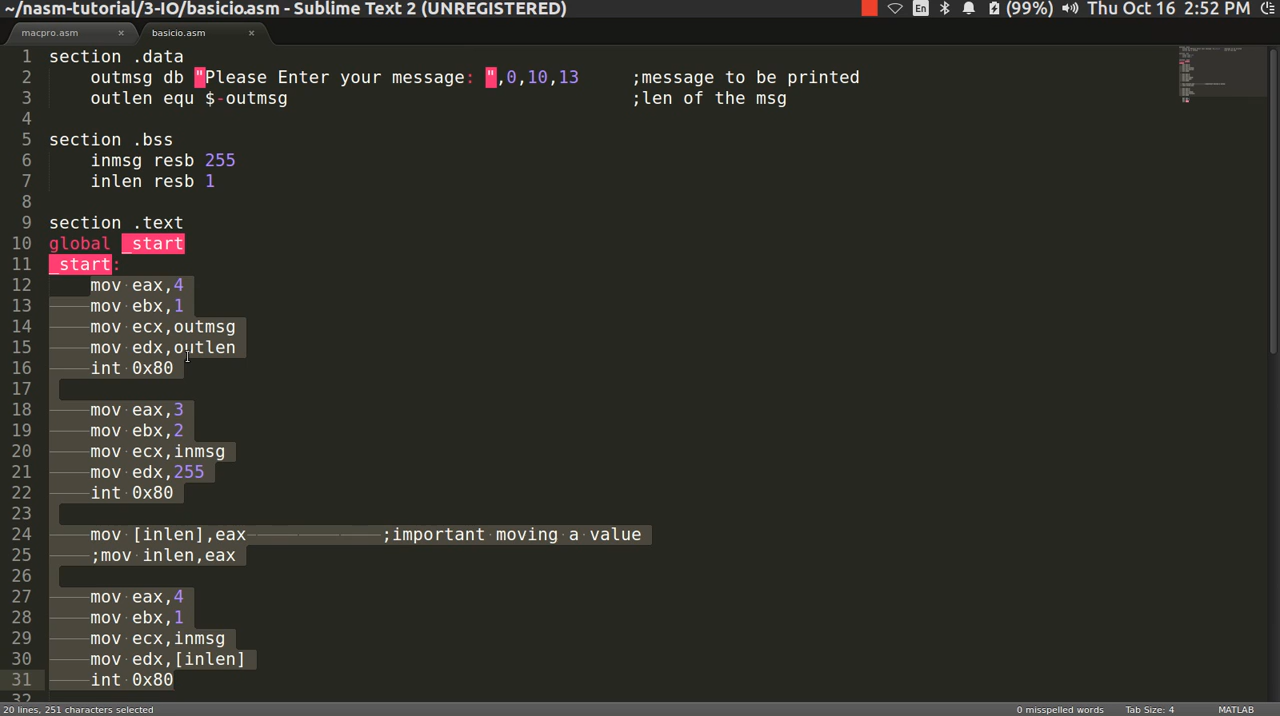 ~/nasm-tutorial/3-IO/basicio.asm - Sublime Text 2 (UNREGISTERED) En (99%) Thu Oct 16 2:52 PM
macpro.asm × basicio.asm ×
1 section .data
2 outmsg db "Please Enter your message: ",0,10,13 ;message to be printed
3 outlen equ $-outmsg ;len of the msg
4
5 section .bss
6 inmsg resb 255
7 inlen resb 1
8
9 section .text
10 global _start
11 _start:
12 mov eax,4
13 mov ebx,1
14 mov ecx,outmsg
15 mov edx,outlen
16 int 0x80
17
18 mov eax,3
19 mov ebx,2
20 mov ecx,inmsg
21 mov edx,255
22 int 0x80
23
24 mov [inlen],eax ;important moving a value
25 ;mov inlen,eax
26
27 mov eax,4
28 mov ebx,1
29 mov ecx,inmsg
30 mov edx,[inlen]
31 int 0x80
32
20 lines, 251 characters selected 0 misspelled words Tab Size: 4 MATLAB